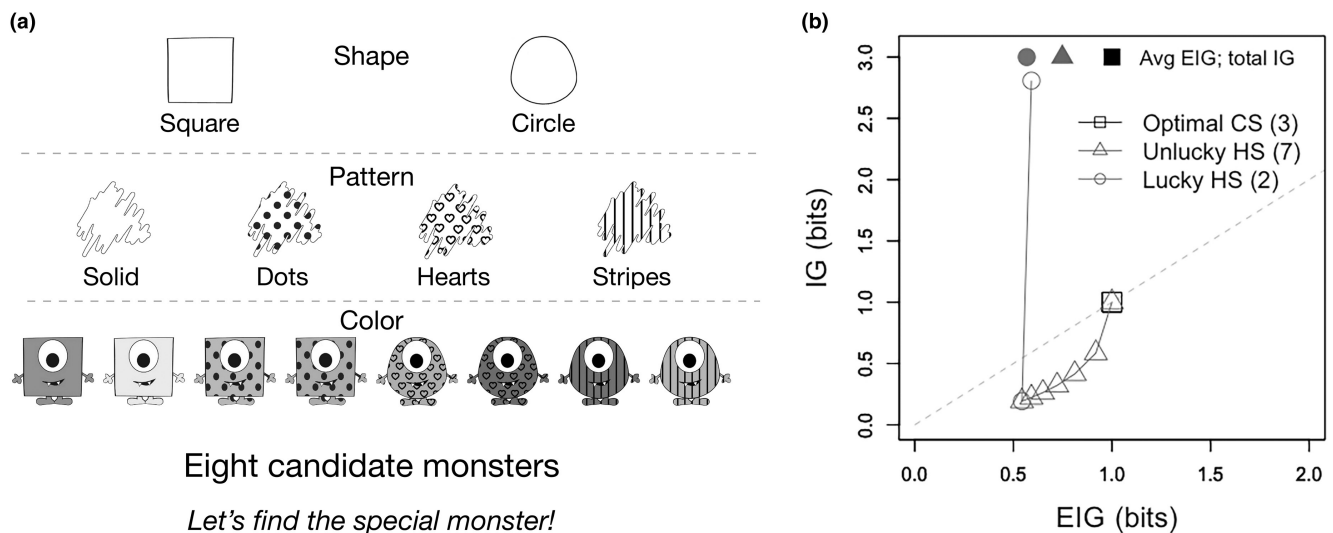 (a)
Shape
Square
Circle
Pattern
Solid
Dots
Hearts
Stripes
Color
Eight candidate monsters
Let's find the special monster!
(b)
Avg EIG; total IG
Optimal CS (3)
Unlucky HS (7)
Lucky HS (2)
IG (bits)
3.0
2.5
2.0
1.5
1.0
0.5
0.0
0.0 0.5 1.0 1.5 2.0
EIG (bits)